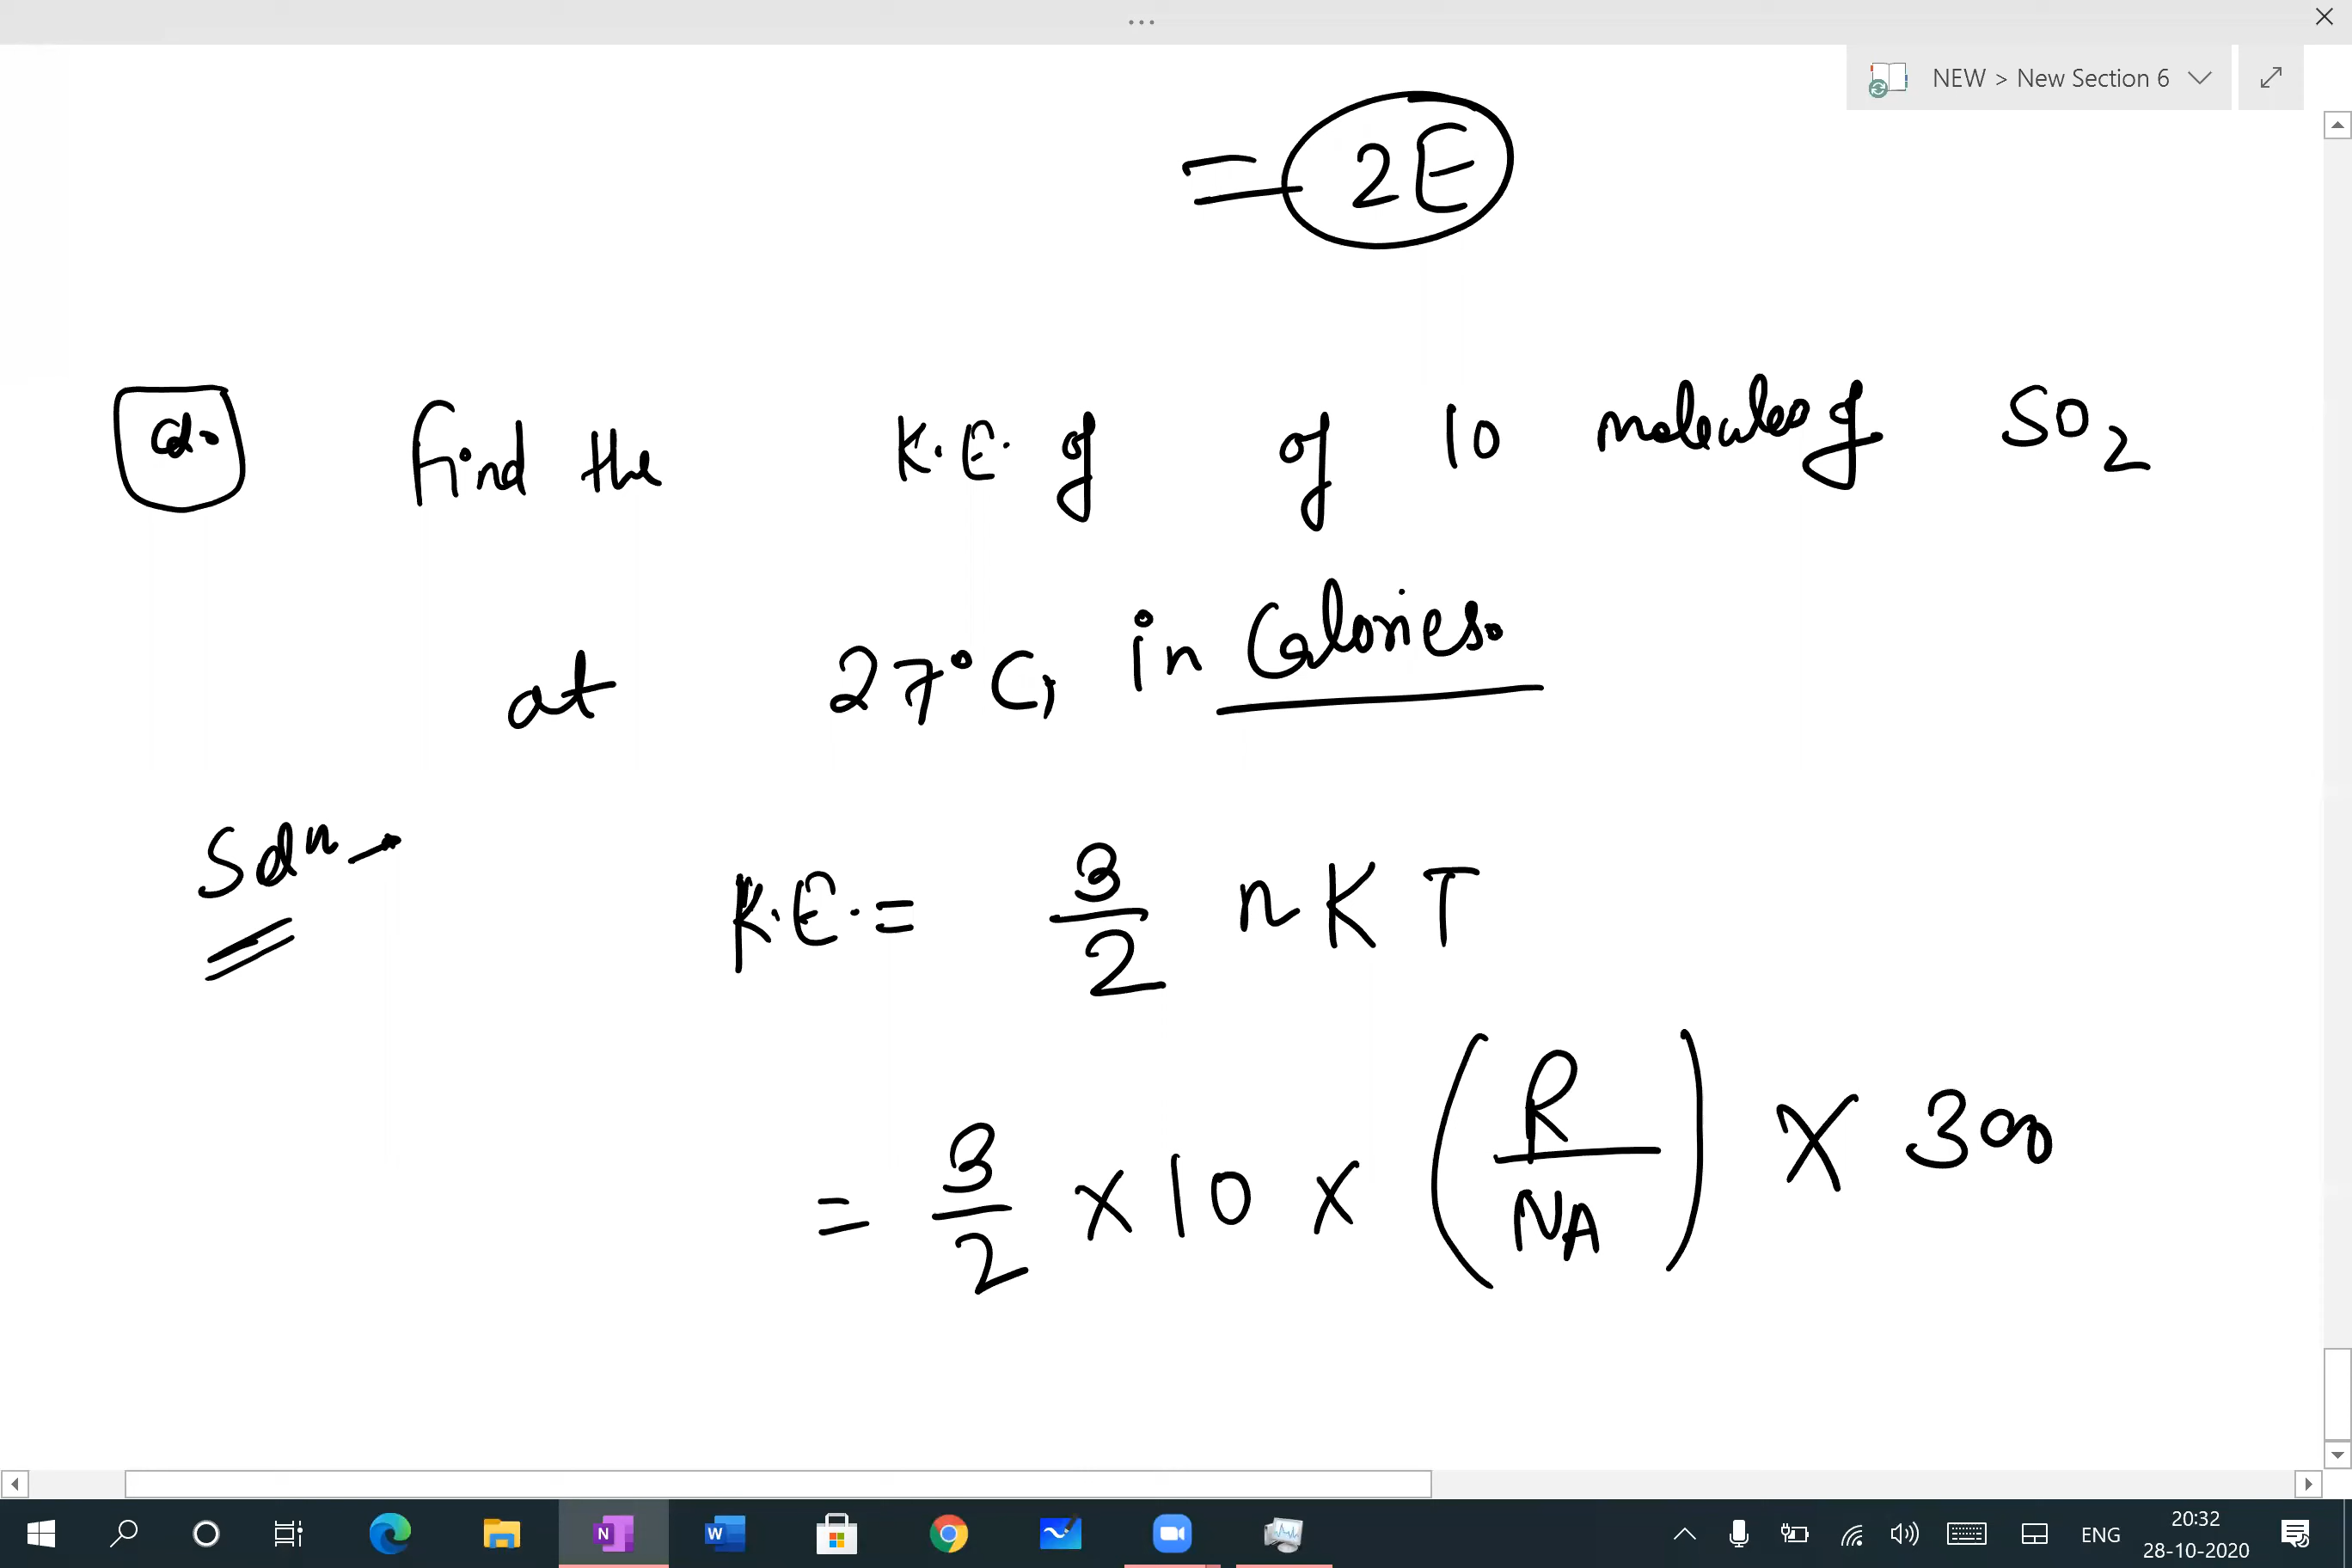 NEW > New Section 6
= 2E
Q. Find the K.E. of of 10 molecules of SO2
at 27°C, in Calories.
Soln →
K.E. = 3/2 n K T
= 3/2 x 10 x (R/NA) x 300
ENG
20:32
28-10-2020